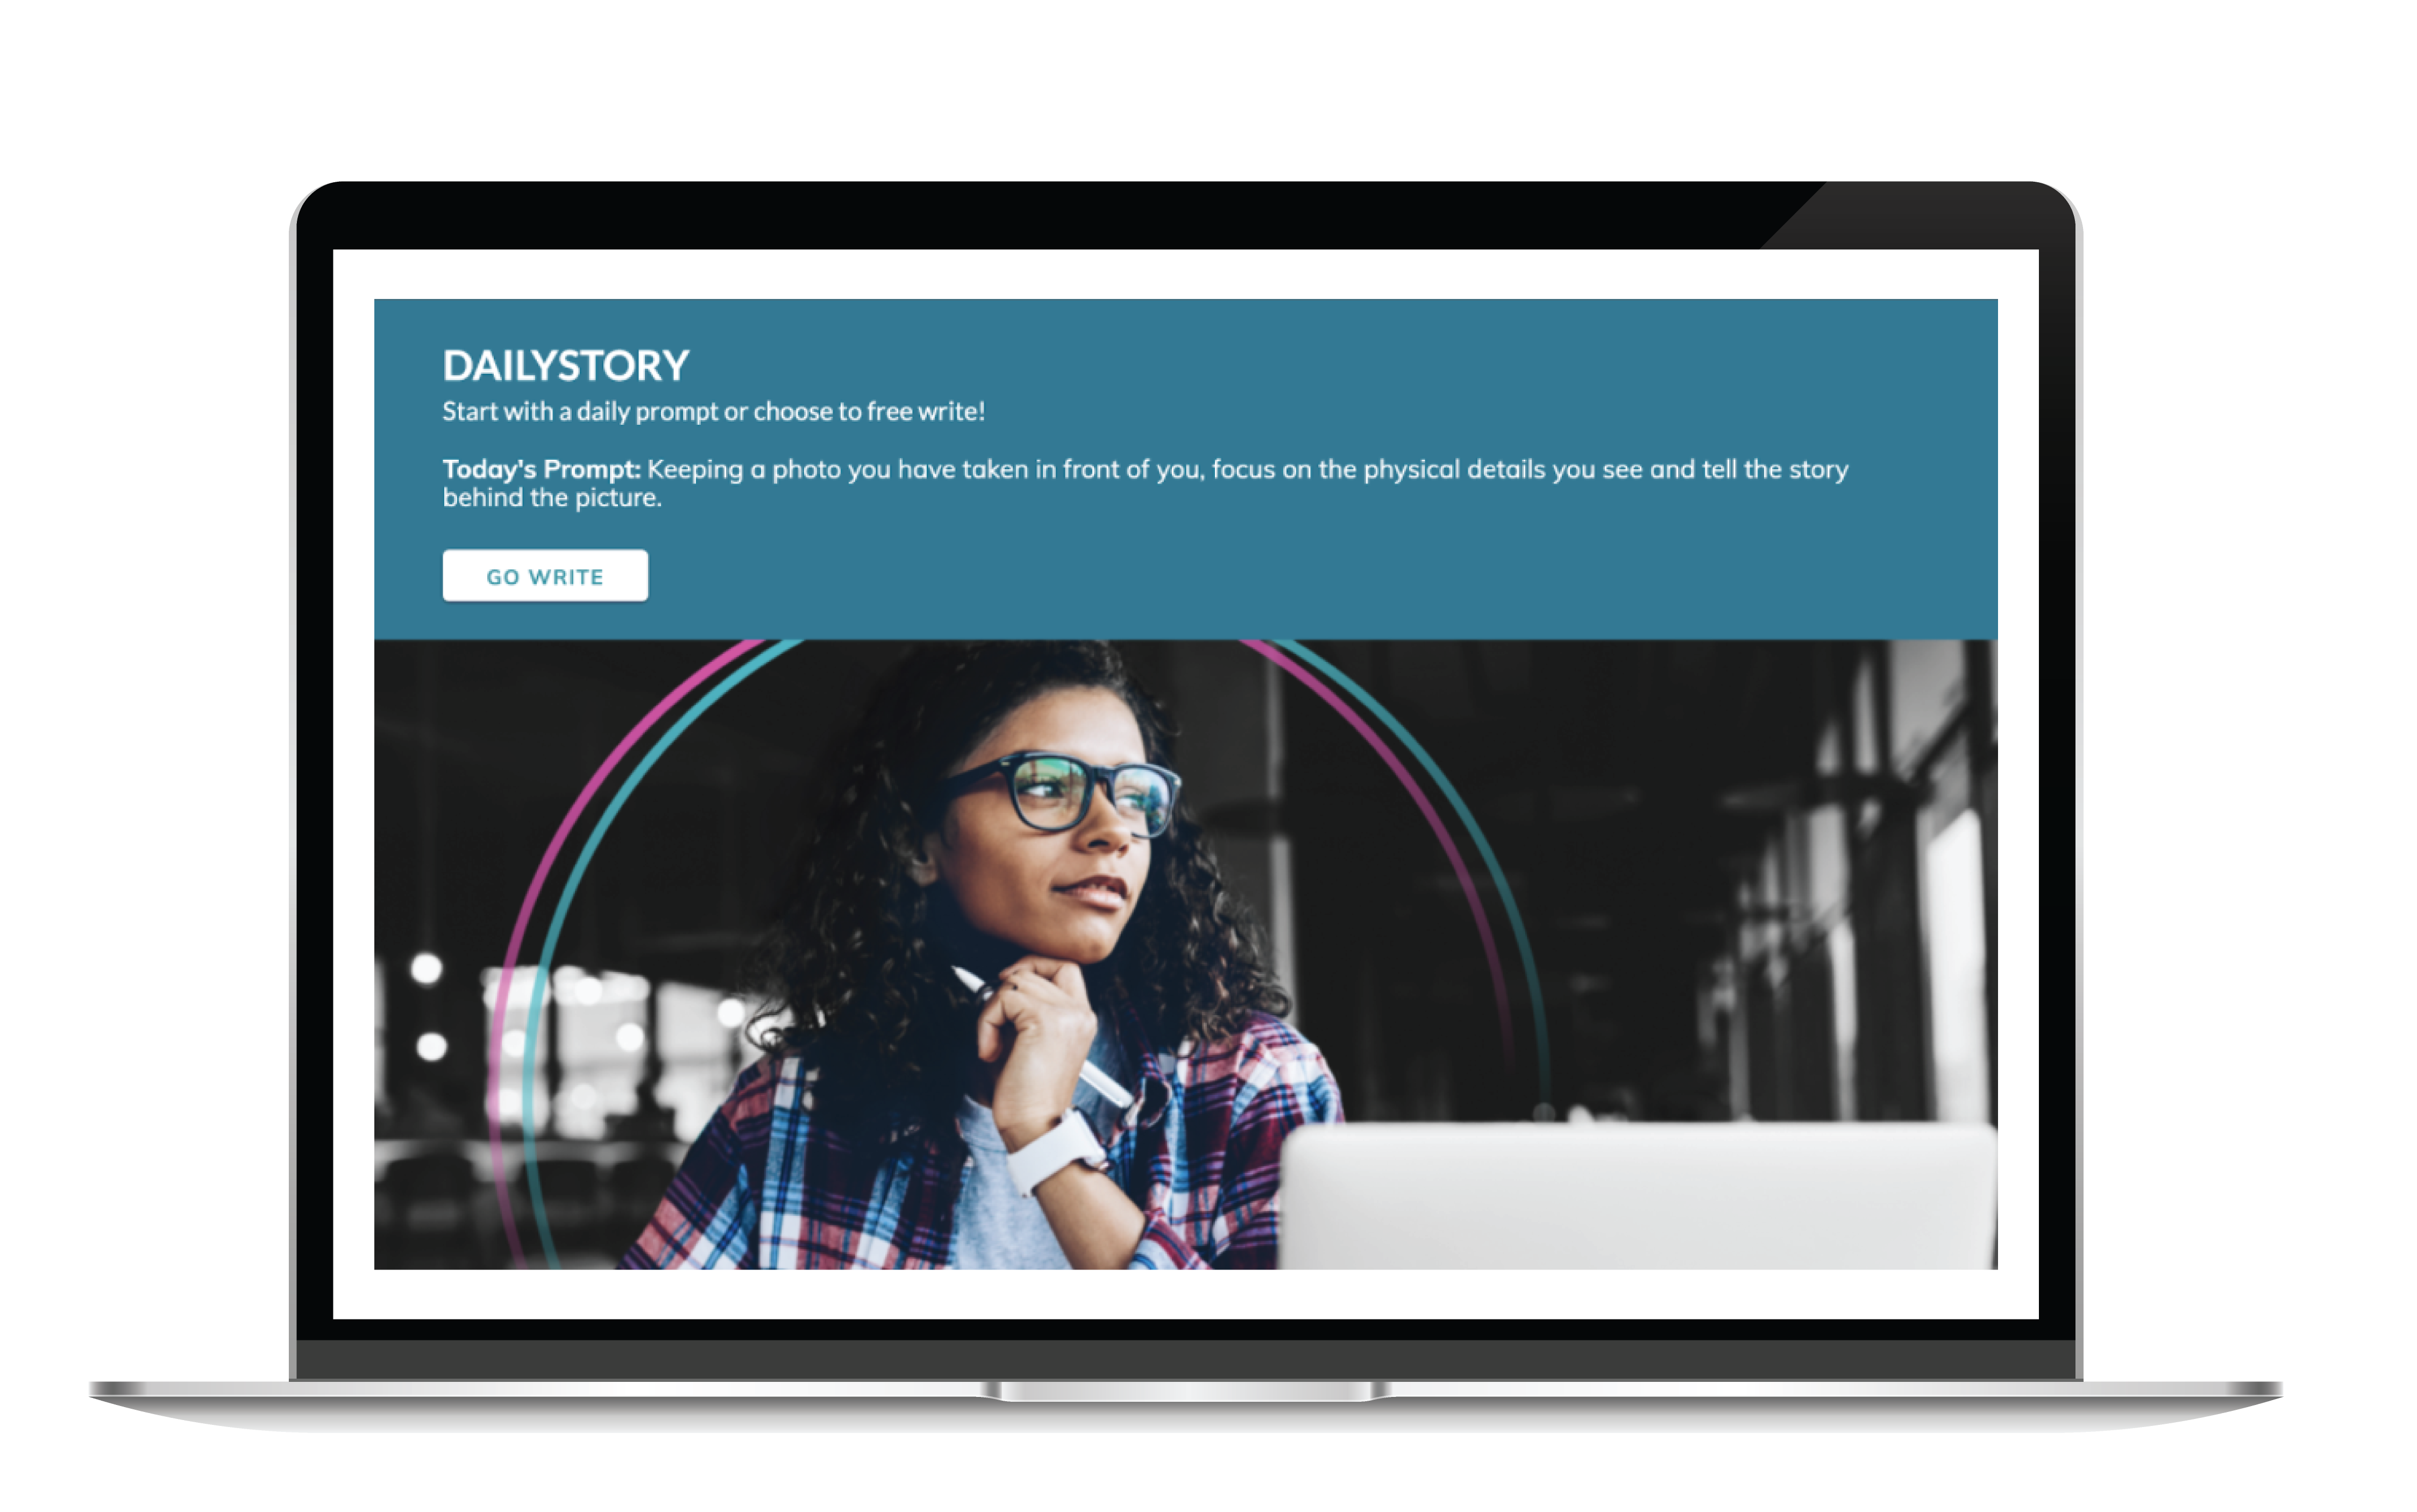 DAILYSTORY
Start with a daily prompt or choose to free write!
Today's Prompt: Keeping a photo you have taken in front of you, focus on the physical details you see and tell the story
behind the picture.
GO WRITE